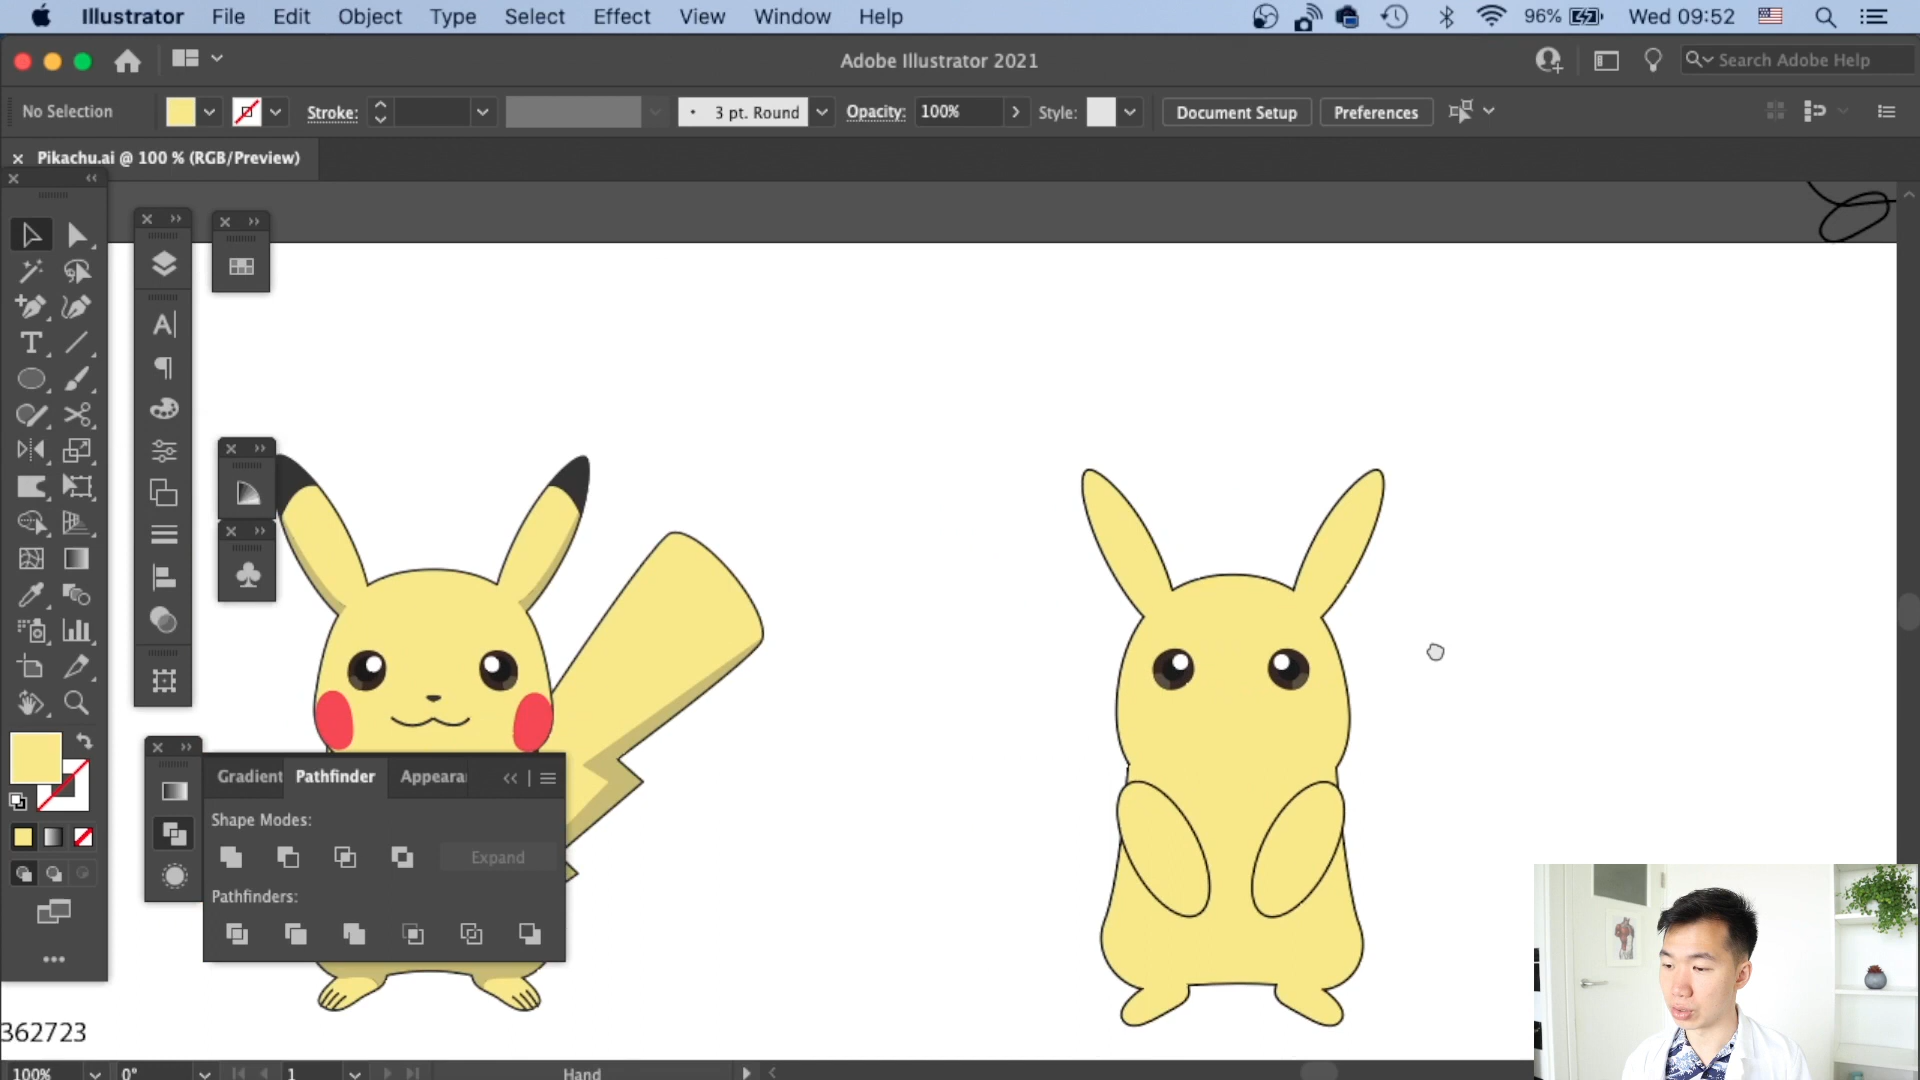 Illustrator File Edit Object Type Select Effect View Window Help
96% Wed 09:52
Adobe Illustrator 2021
Search Adobe Help
No Selection Stroke: 3 pt. Round Opacity: 100% Style: Document Setup Preferences
Pikachu.ai @ 100 % (RGB/Preview)
Gradient Pathfinder Appeara
Shape Modes:
Expand
Pathfinders:
362723
100% 0° 1 Hand